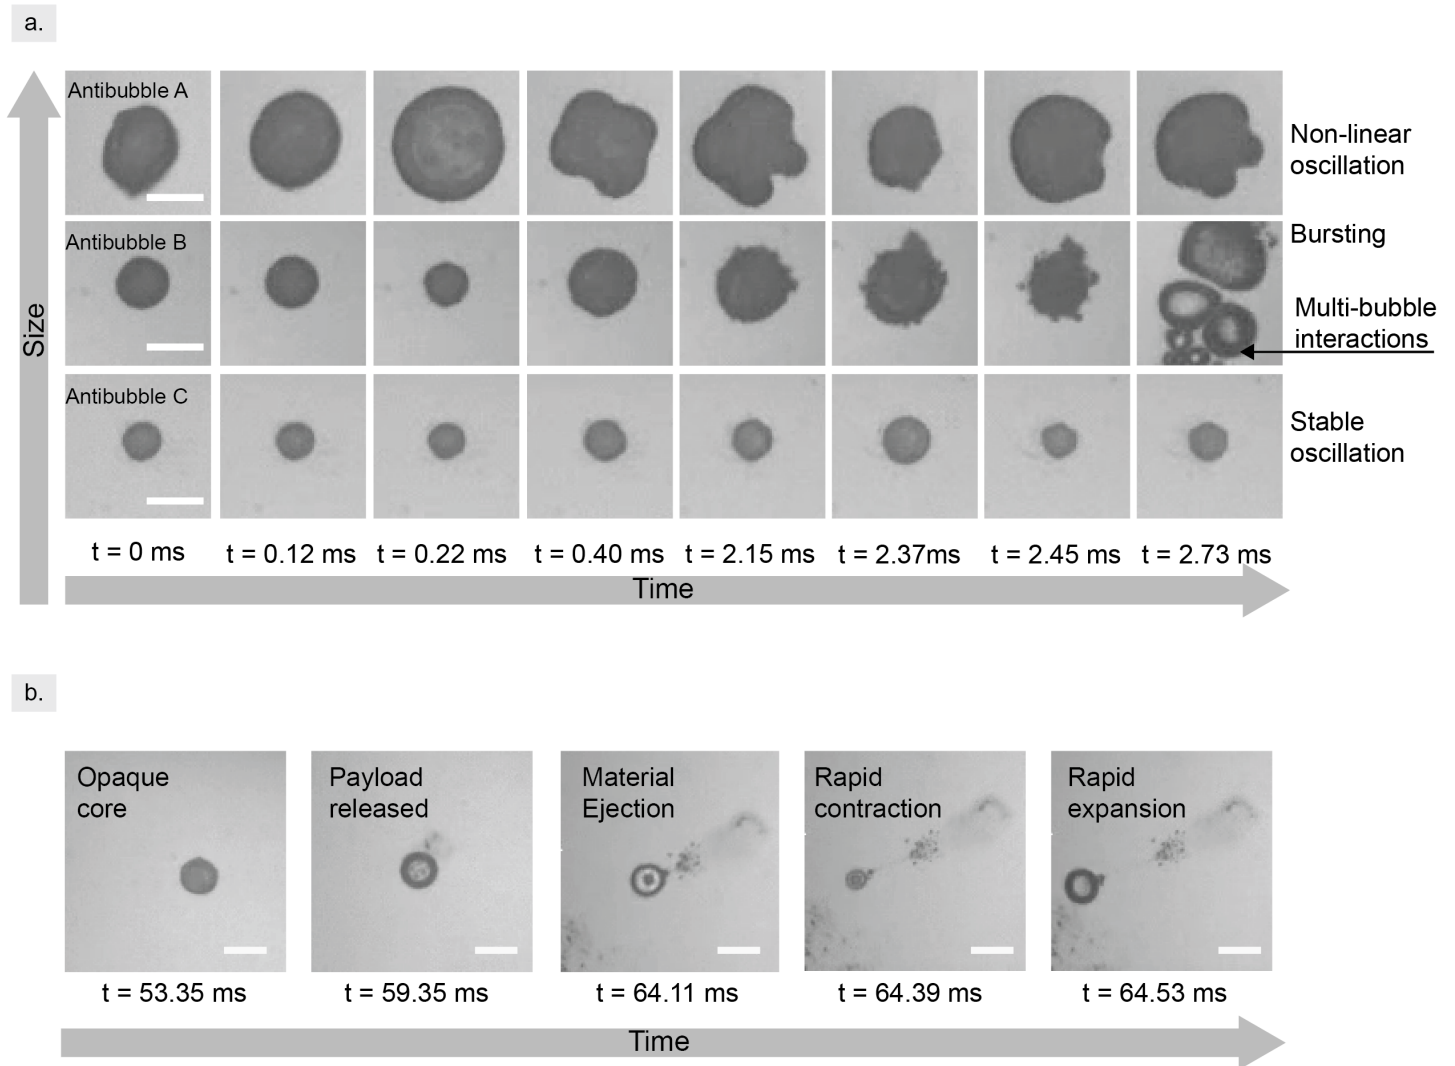 a.
Size
Antibubble A
Non-linear
oscillation
Antibubble B
Bursting
Multi-bubble
interactions
Antibubble C
Stable
oscillation
t = 0 ms
t = 0.12 ms
t = 0.22 ms
t = 0.40 ms
t = 2.15 ms
t = 2.37ms
t = 2.45 ms
t = 2.73 ms
Time
b.
Opaque
core
Payload
released
Material
Ejection
Rapid
contraction
Rapid
expansion
t = 53.35 ms
t = 59.35 ms
t = 64.11 ms
t = 64.39 ms
t = 64.53 ms
Time